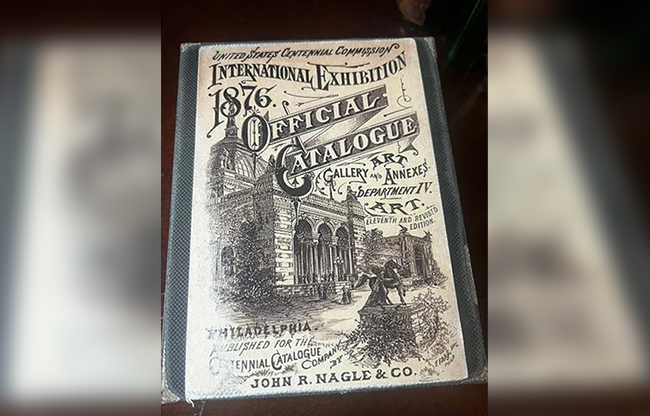 UNITED STATES CENTENNIAL COMMISSION
INTERNATIONAL EXHIBITION
1876.
OFFICIAL
CATALOGUE
ART
GALLERY AND ANNEXES
DEPARTMENT IV.
ART.
ELEVENTH AND REVISED
EDITION.
PHILADELPHIA.
PUBLISHED FOR THE
CENTENNIAL CATALOGUE COMPANY
BY
JOHN R. NAGLE & CO.